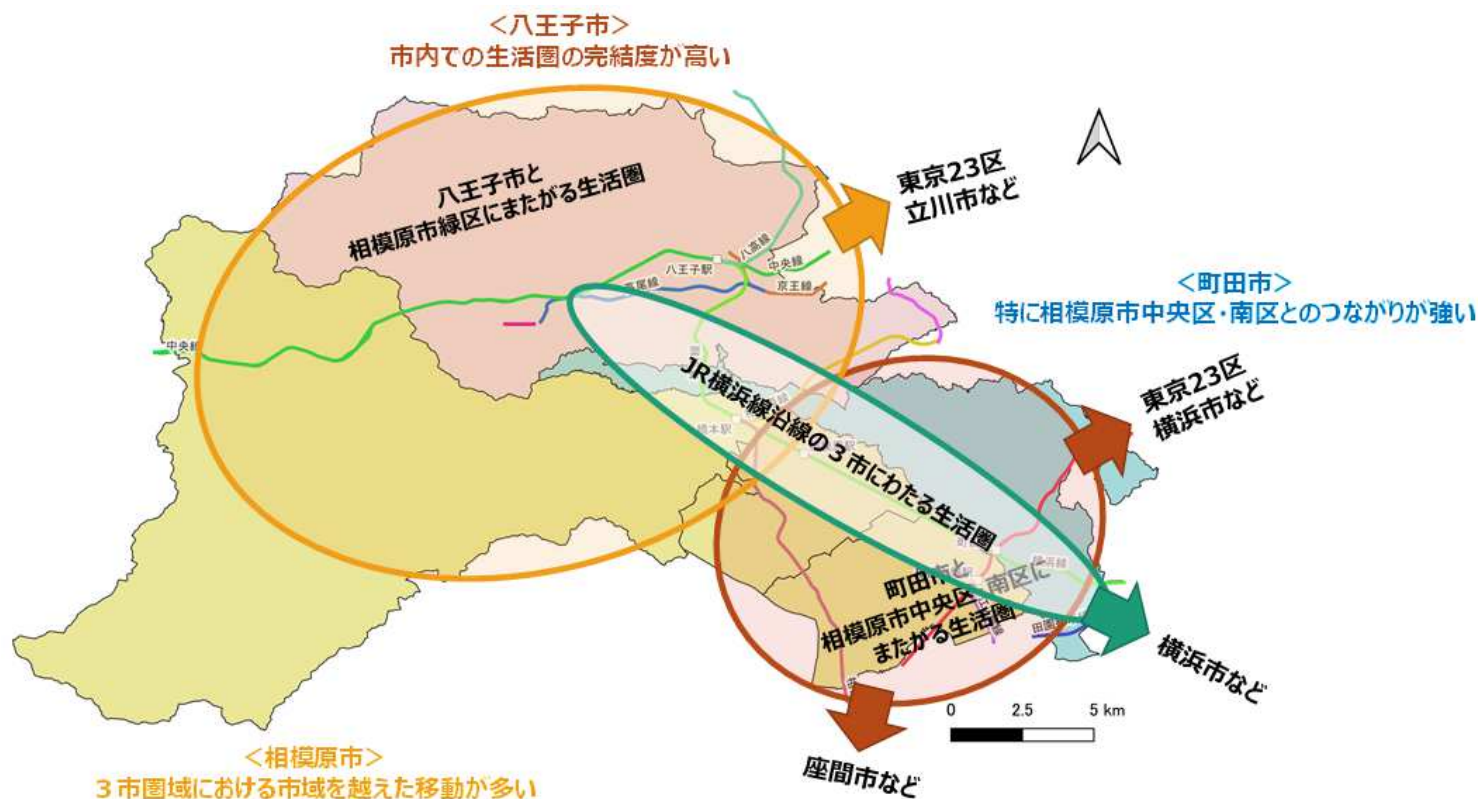 ＜八王子市＞
市内での生活圏の完結度が高い
八王子市と
相模原市緑区にまたがる生活圏
東京23区
立川市など
八高線
八王子駅
中央線
高尾線
京王線
＜町田市＞
特に相模原市中央区・南区とのつながりが強い
中央線
東京23区
横浜市など
JR横浜線沿線の３市にわたる生活圏
橋本駅
横浜線
町田市と
相模原市中央区・南区に
またがる生活圏
田園
横浜市など
0 2.5 5 km
座間市など
＜相模原市＞
３市圏域における市域を越えた移動が多い